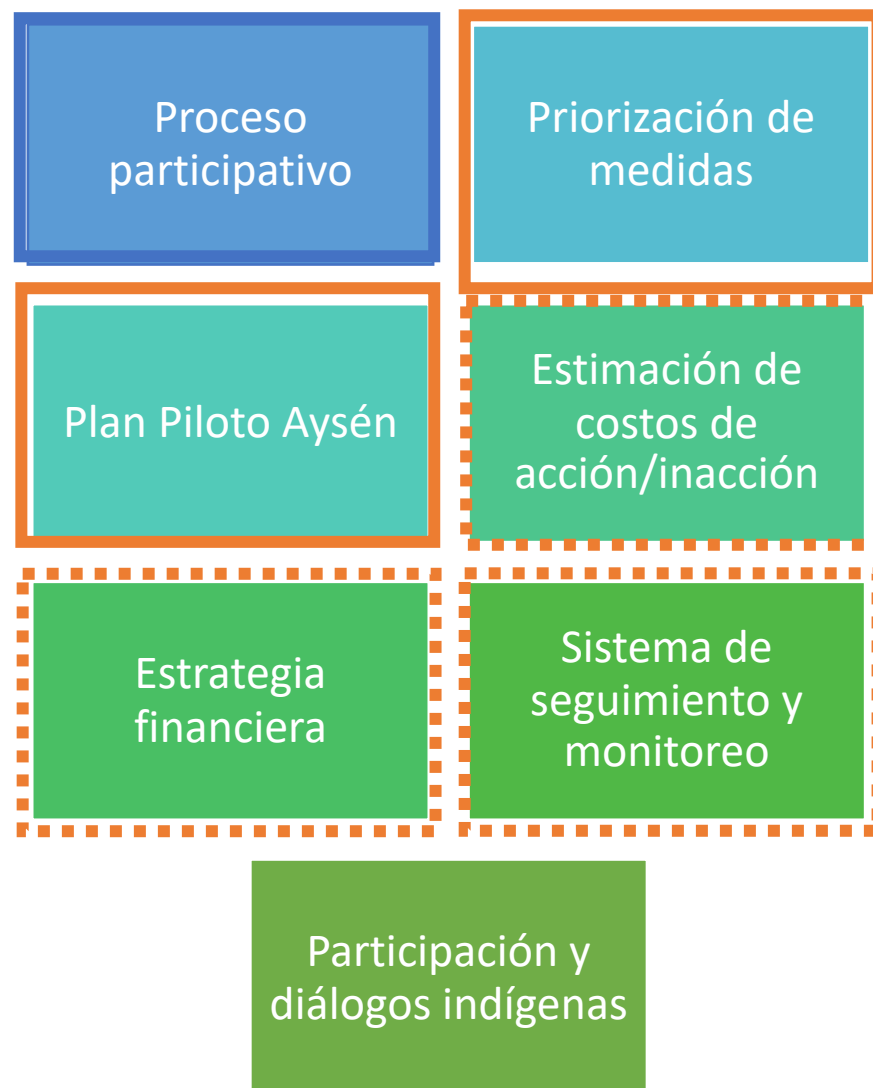 Proceso
participativo
Priorización de
medidas
Plan Piloto Aysén
Estimación de
costos de
acción/inacción
Estrategia
financiera
Sistema de
seguimiento y
monitoreo
Participación y
diálogos indígenas